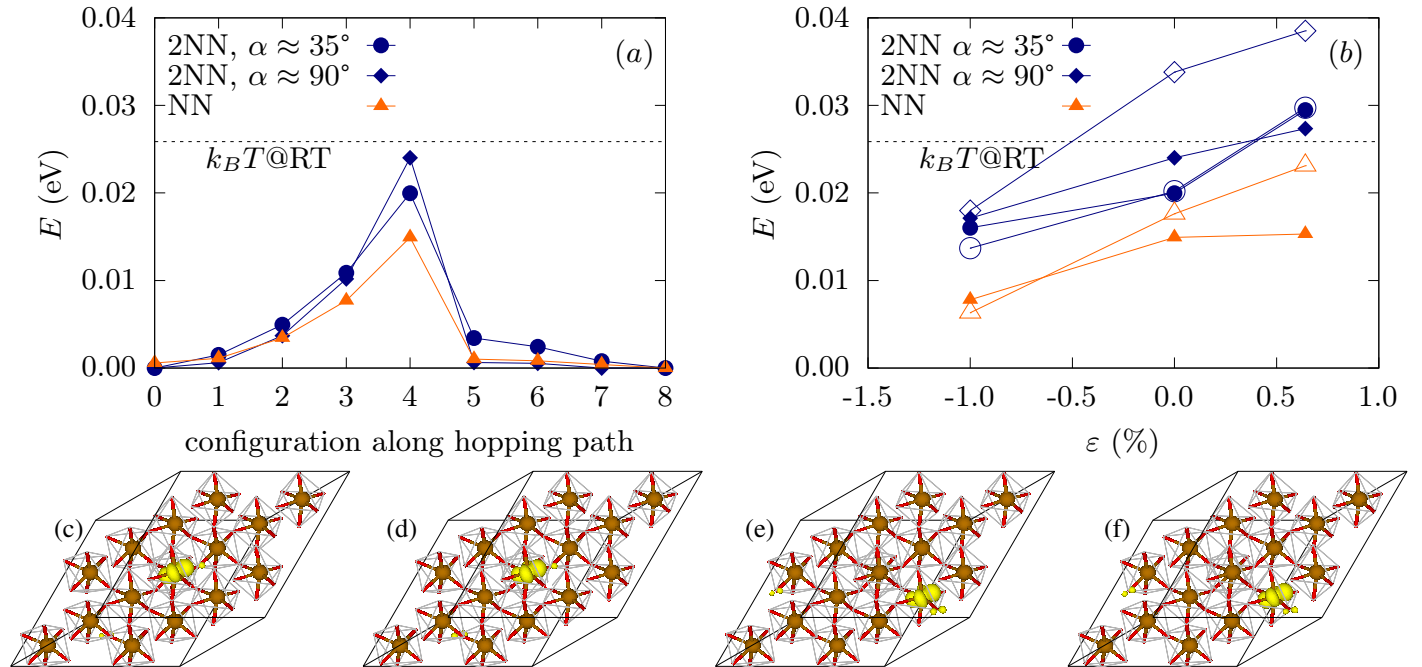 0.04
0.03
0.02
0.01
0.00
E (eV)
2NN, α ≈ 35°
2NN, α ≈ 90°
NN
(a)
k_BT@RT
0 1 2 3 4 5 6 7 8
configuration along hopping path
0.04
0.03
0.02
0.01
0.00
E (eV)
2NN α ≈ 35°
2NN α ≈ 90°
NN
(b)
k_BT@RT
-1.5 -1.0 -0.5 0.0 0.5 1.0
ε (%)
(c)
(d)
(e)
(f)